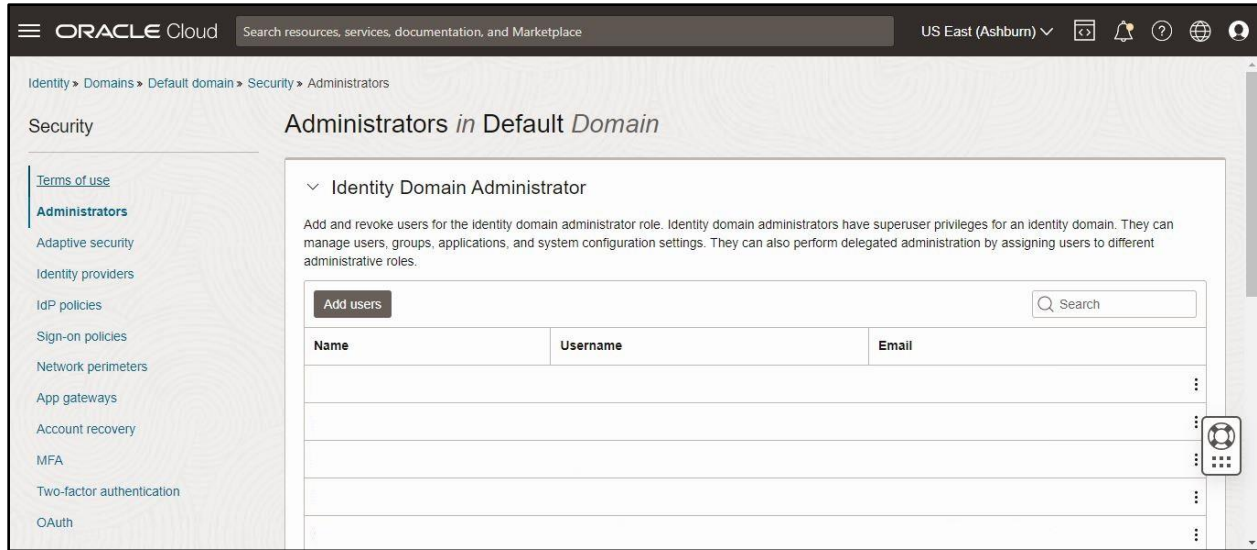 ORACLE Cloud
Search resources, services, documentation, and Marketplace
US East (Ashburn)
Identity » Domains » Default domain » Security » Administrators
Security
Terms of use
Administrators
Adaptive security
Identity providers
IdP policies
Sign-on policies
Network perimeters
App gateways
Account recovery
MFA
Two-factor authentication
OAuth
Administrators in Default Domain
Identity Domain Administrator
Add and revoke users for the identity domain administrator role. Identity domain administrators have superuser privileges for an identity domain. They can
manage users, groups, applications, and system configuration settings. They can also perform delegated administration by assigning users to different
administrative roles.
Add users
Search
Name Username Email